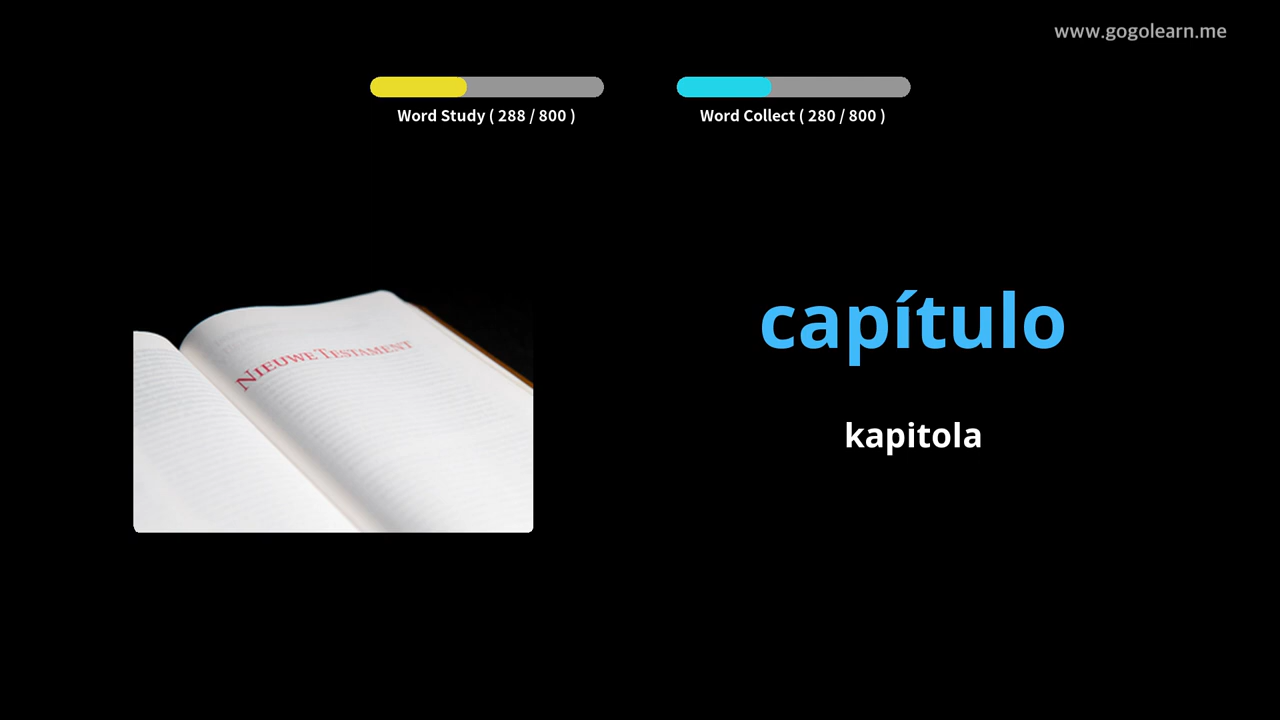 www.gogolearn.me
Word Study ( 288 / 800 )
Word Collect ( 280 / 800 )
capítulo
kapitola
NIEUWE TESTAMENT